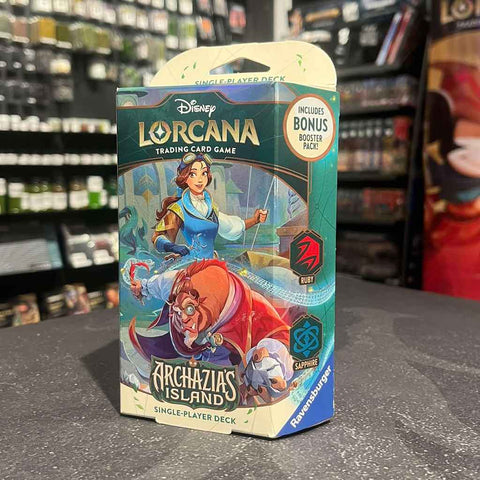 SINGLE-PLAYER DECK
Disney
LORCANA
TRADING CARD GAME
INCLUDES
BONUS
BOOSTER
PACK!
RUBY
SAPPHIRE
ARCHAZIA'S
ISLAND
SINGLE-PLAYER DECK
Ravensburger
LORCANA